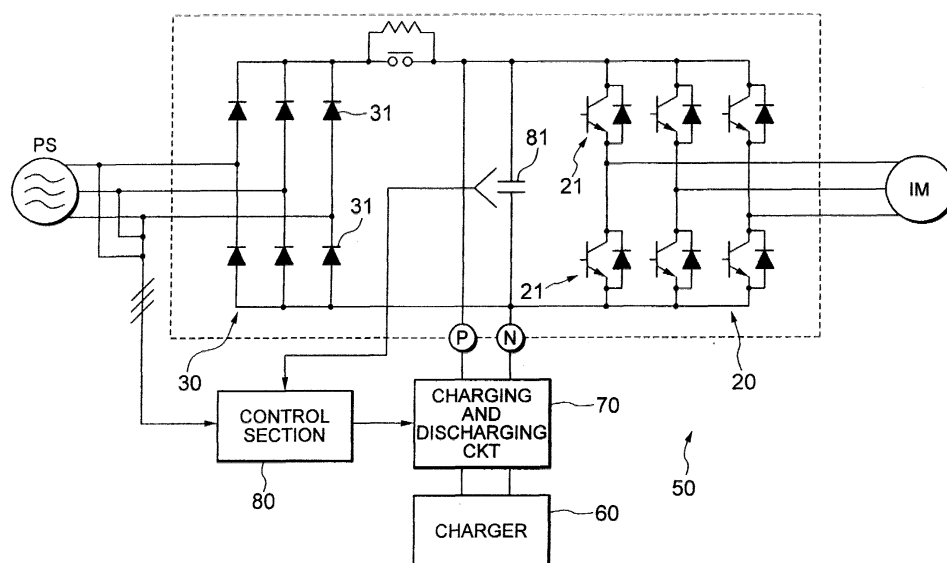 31
PS
81
21
IM
31
21
P
N
30
20
CONTROL
SECTION
80
CHARGING
AND
DISCHARGING
CKT
70
50
CHARGER
60